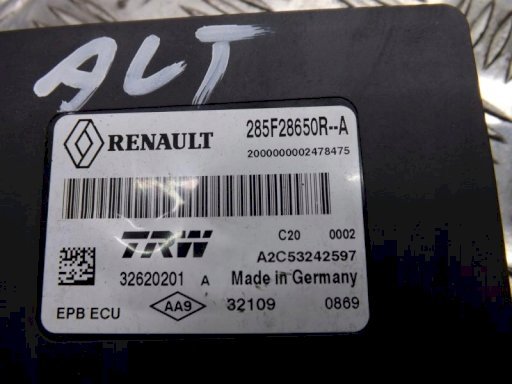 ALT
RENAULT 285F28650R--A
2000000002478475
TRW C20 0002
A2C53242597
32620201 A Made in Germany
EPB ECU AA9 32109 0869